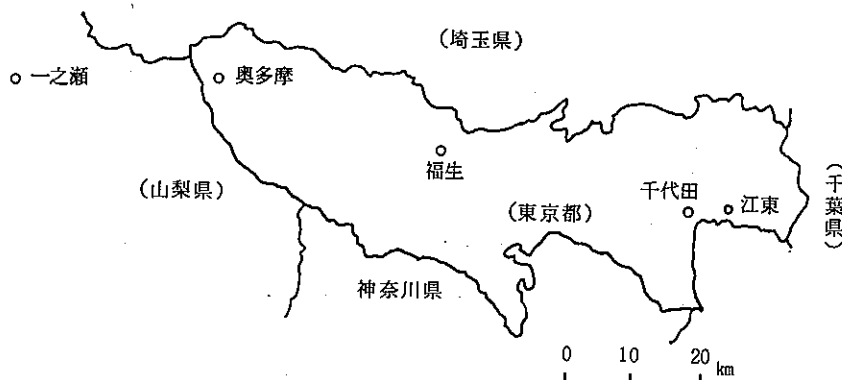 (埼玉県)
一之瀬
奥多摩
福生
(山梨県)
千代田
江東
(千葉県)
(東京都)
神奈川県
0 10 20 km